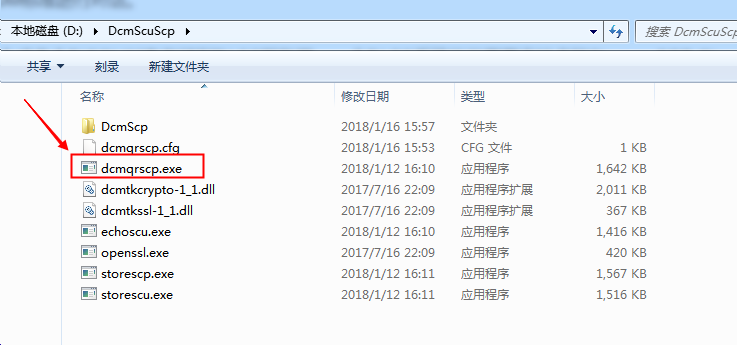 本地磁盘 (D:) DcmScuScp 搜索 DcmScuScp
共享 刻录 新建文件夹
名称 修改日期 类型 大小
DcmScp 2018/1/16 15:57 文件夹
dcmqrscp.cfg 2018/1/16 15:53 CFG 文件 1 KB
dcmqrscp.exe 2018/1/12 16:10 应用程序 1,642 KB
dcmtkcrypto-1_1.dll 2017/7/16 22:09 应用程序扩展 2,011 KB
dcmtkssl-1_1.dll 2017/7/16 22:09 应用程序扩展 367 KB
echoscu.exe 2018/1/12 16:10 应用程序 1,416 KB
openssl.exe 2017/7/16 22:09 应用程序 420 KB
storescp.exe 2018/1/12 16:11 应用程序 1,567 KB
storescu.exe 2018/1/12 16:11 应用程序 1,516 KB